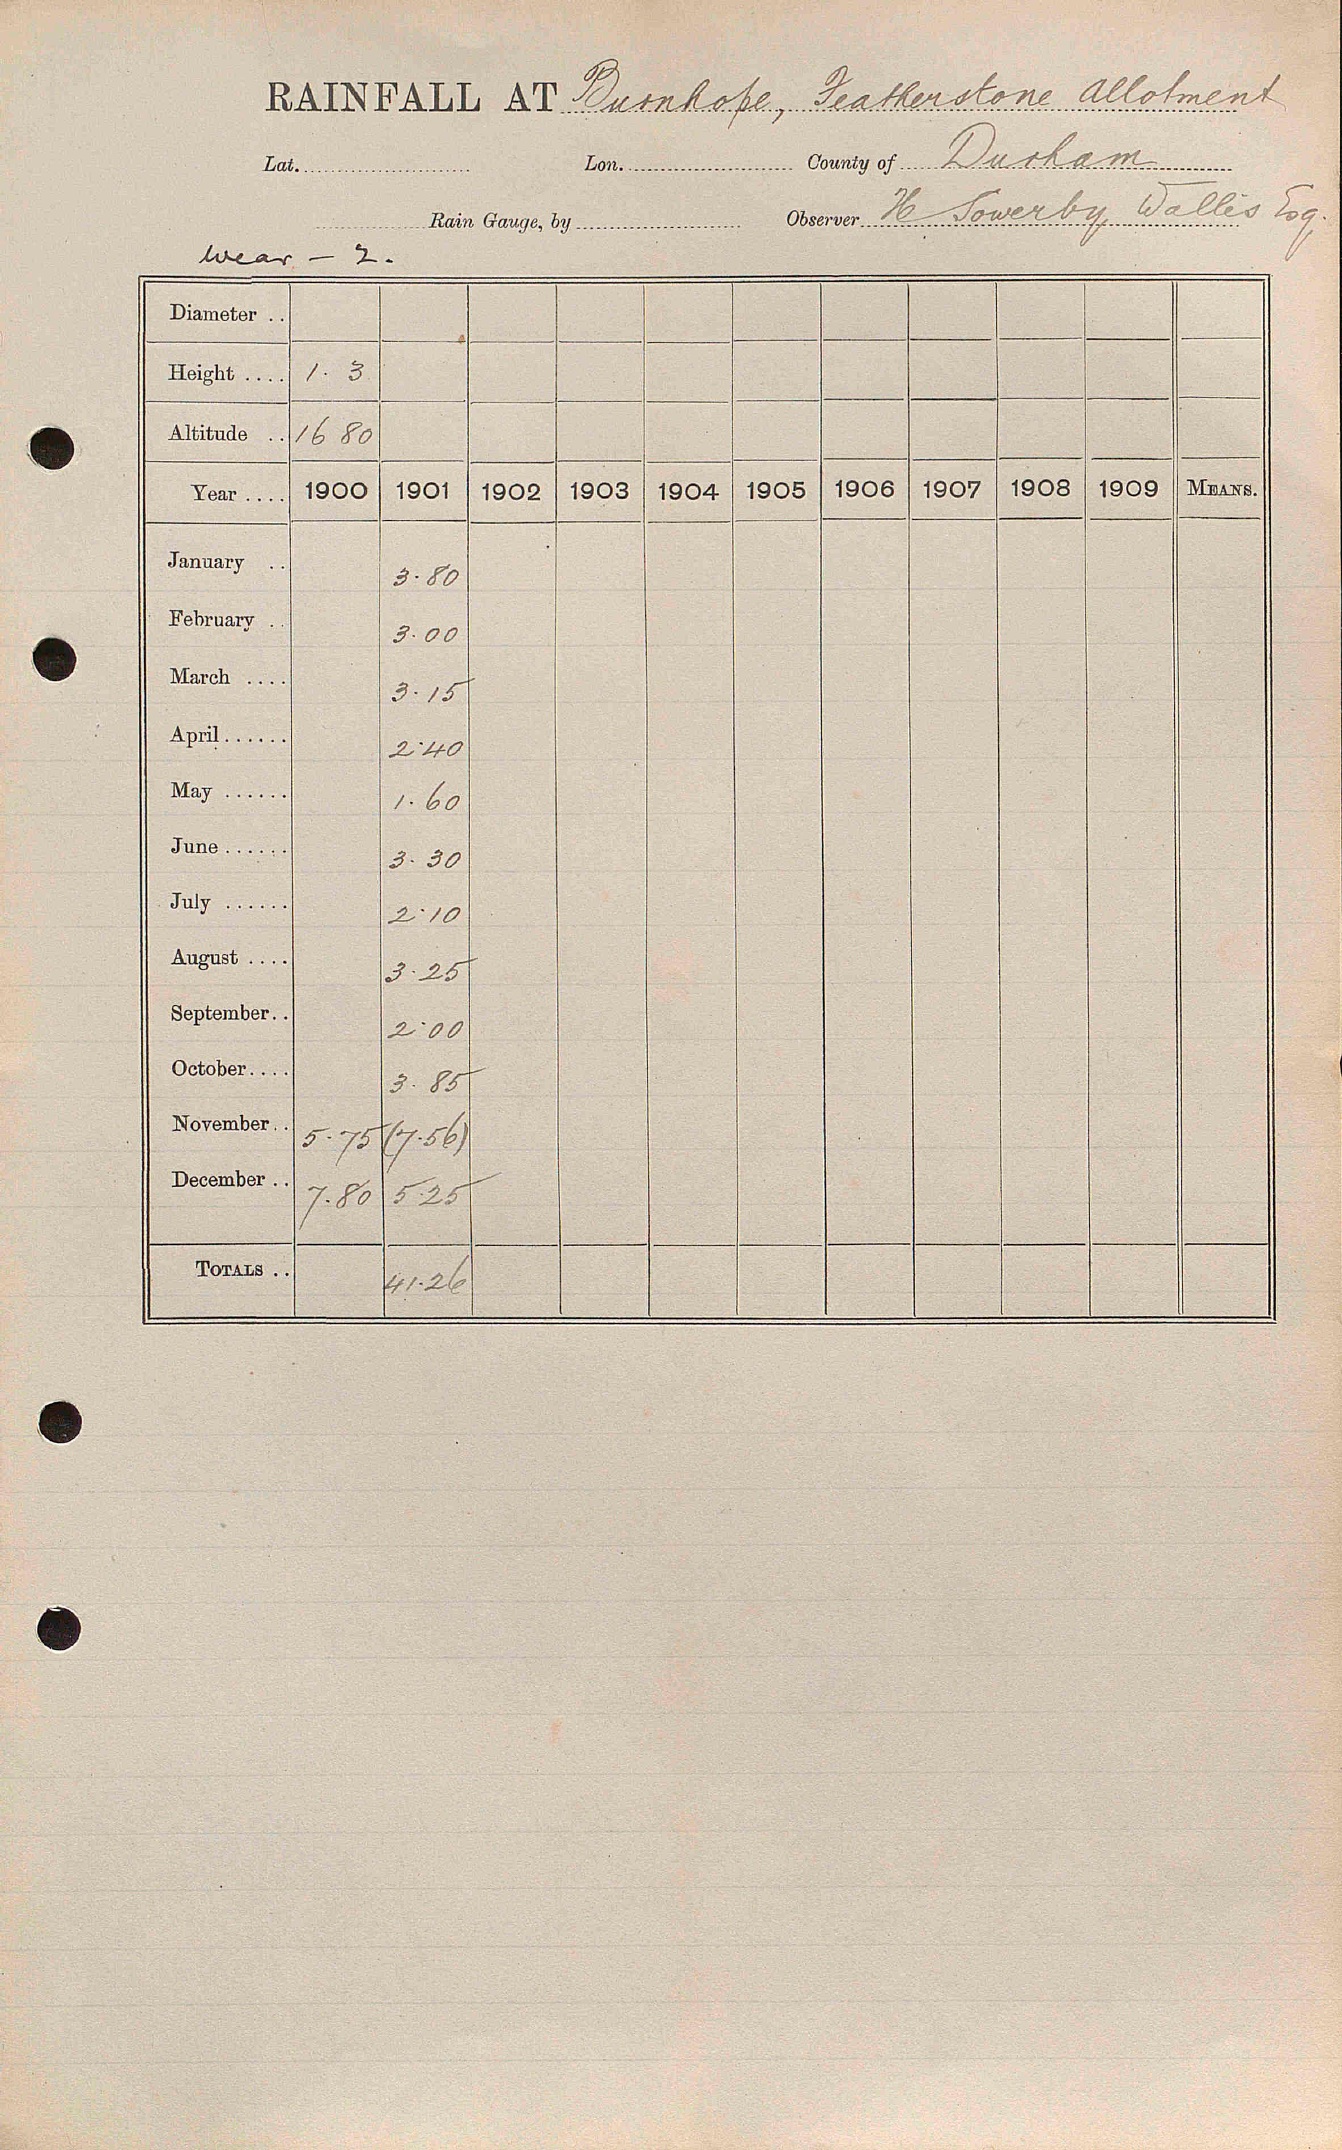 RAINFALL AT Burnhope, Featherstone Allotment
Lat. Lon. County of Durham
Rain Gauge, by Observer H Sowerby Wallis Esq.
Wear – 2.
Diameter ..
Height .... 1. 3
Altitude .. 1680
Year .... 1900 1901 1902 1903 1904 1905 1906 1907 1908 1909 MEANS.
January .. 3.80
February .. 3.00
March .... 3.15
April...... 2.40
May ...... 1.60
June ...... 3.30
July ...... 2.10
August .... 3.25
September.. 2.00
October.... 3.85
November.. 5.75 (7.56)
December .. 7.80 5.25
TOTALS .. 41.26